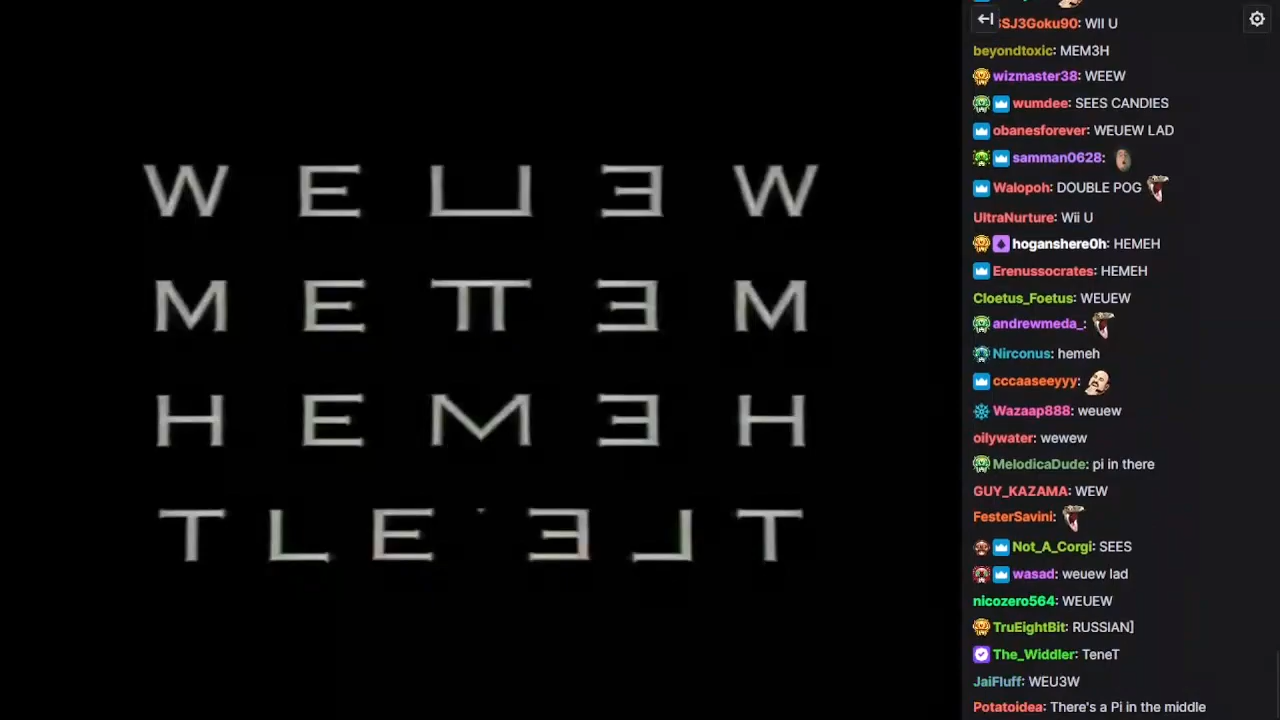 W E U Ǝ W
M E TT Ǝ M
H E M Ǝ H
T L E ' Ǝ ⅃ T
SSJ3Goku90: WII U
beyondtoxic: MEM3H
wizmaster38: WEEW
wumdee: SEES CANDIES
obanesforever: WEUEW LAD
samman0628:
Walopoh: DOUBLE POG
UltraNurture: Wii U
hoganshere0h: HEMEH
Erenussocrates: HEMEH
Cloetus_Foetus: WEUEW
andrewmeda_:
Nirconus: hemeh
cccaaseeyyy:
Wazaap888: weuew
oilywater: wewew
MelodicaDude: pi in there
GUY_KAZAMA: WEW
FesterSavini:
Not_A_Corgi: SEES
wasad: weuew lad
nicozero564: WEUEW
TruEightBit: RUSSIAN]
The_Widdler: TeneT
JaiFluff: WEU3W
Potatoidea: There's a Pi in the middle